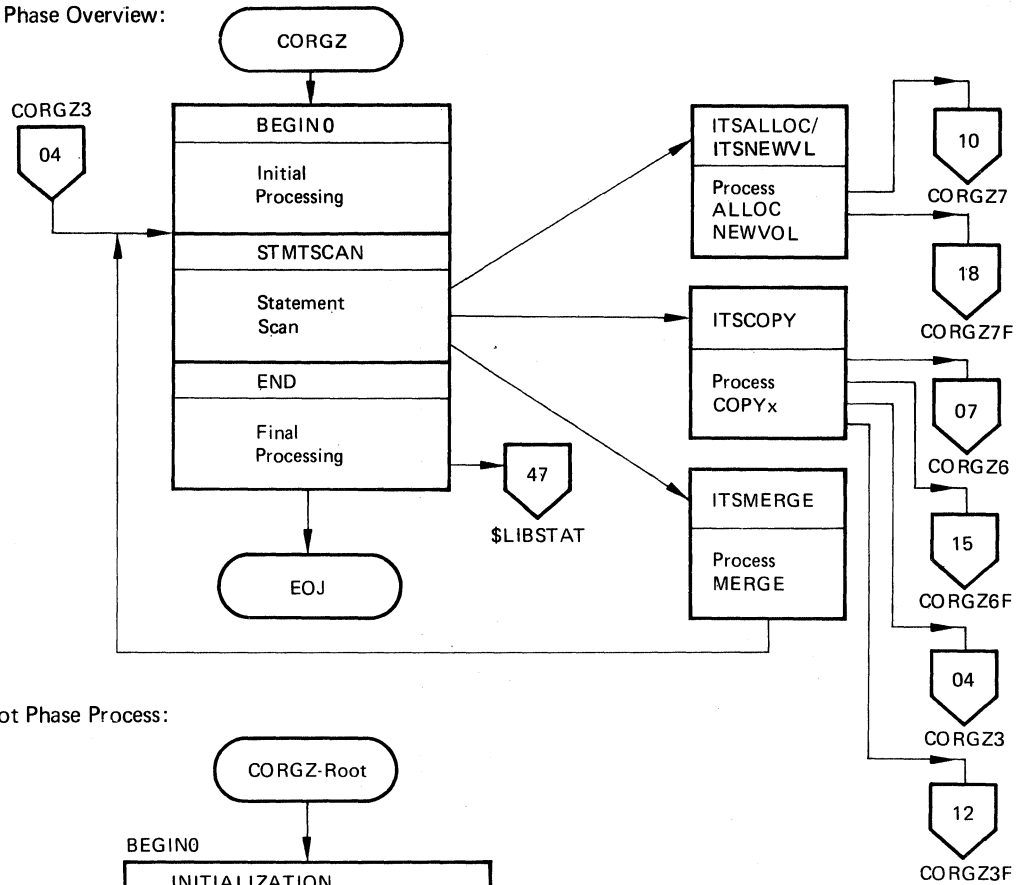 Phase Overview:
CORGZ
CORGZ3
04
BEGIN0
Initial
Processing
STMTSCAN
Statement
Scan
END
Final
Processing
47
$LIBSTAT
EOJ
ITSALLOC/
ITSNEWVL
Process
ALLOC
NEWVOL
10
CORGZ7
18
CORGZ7F
ITSCOPY
Process
COPYx
07
CORGZ6
15
CORGZ6F
ITSMERGE
Process
MERGE
04
CORGZ3
12
CORGZ3F
ot Phase Process:
CORGZ-Root
BEGIN0
INITIALIZATION